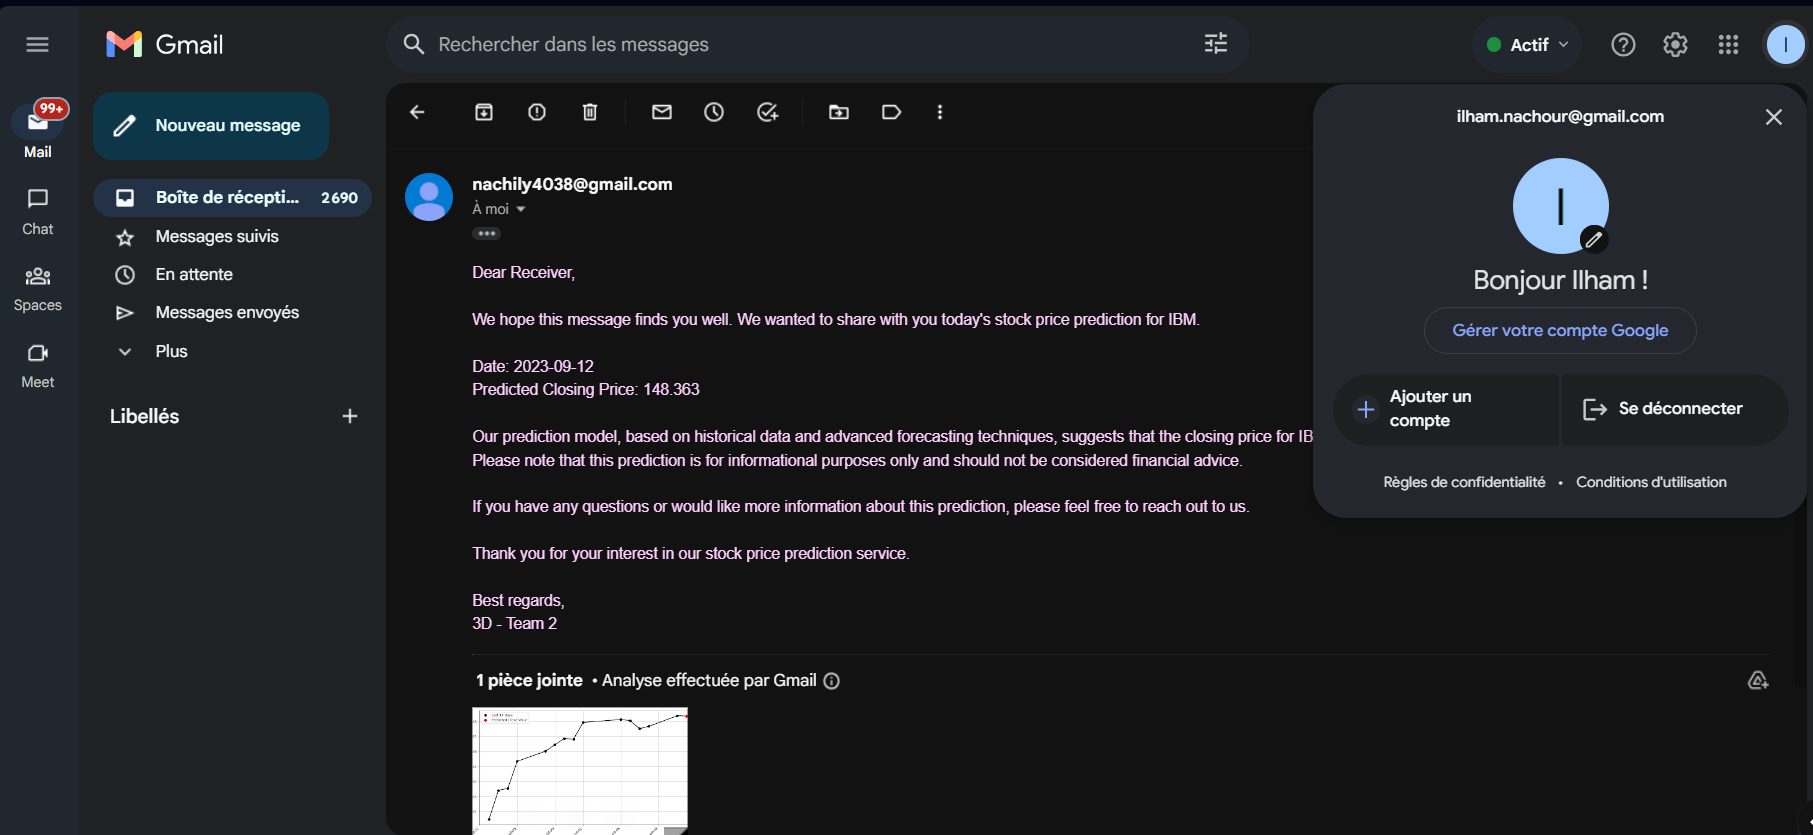 Gmail
Rechercher dans les messages
Actif
I
99+
Mail
Chat
Spaces
Meet
Nouveau message
Boîte de récepti... 2 690
Messages suivis
En attente
Messages envoyés
Plus
Libellés
nachily4038@gmail.com
À moi
Dear Receiver,
We hope this message finds you well. We wanted to share with you today's stock price prediction for IBM.
Date: 2023-09-12
Predicted Closing Price: 148.363
Our prediction model, based on historical data and advanced forecasting techniques, suggests that the closing price for IB
Please note that this prediction is for informational purposes only and should not be considered financial advice.
If you have any questions or would like more information about this prediction, please feel free to reach out to us.
Thank you for your interest in our stock price prediction service.
Best regards,
3D - Team 2
1 pièce jointe • Analyse effectuée par Gmail
ilham.nachour@gmail.com
I
Bonjour Ilham !
Gérer votre compte Google
Ajouter un
compte
Se déconnecter
Règles de confidentialité • Conditions d'utilisation